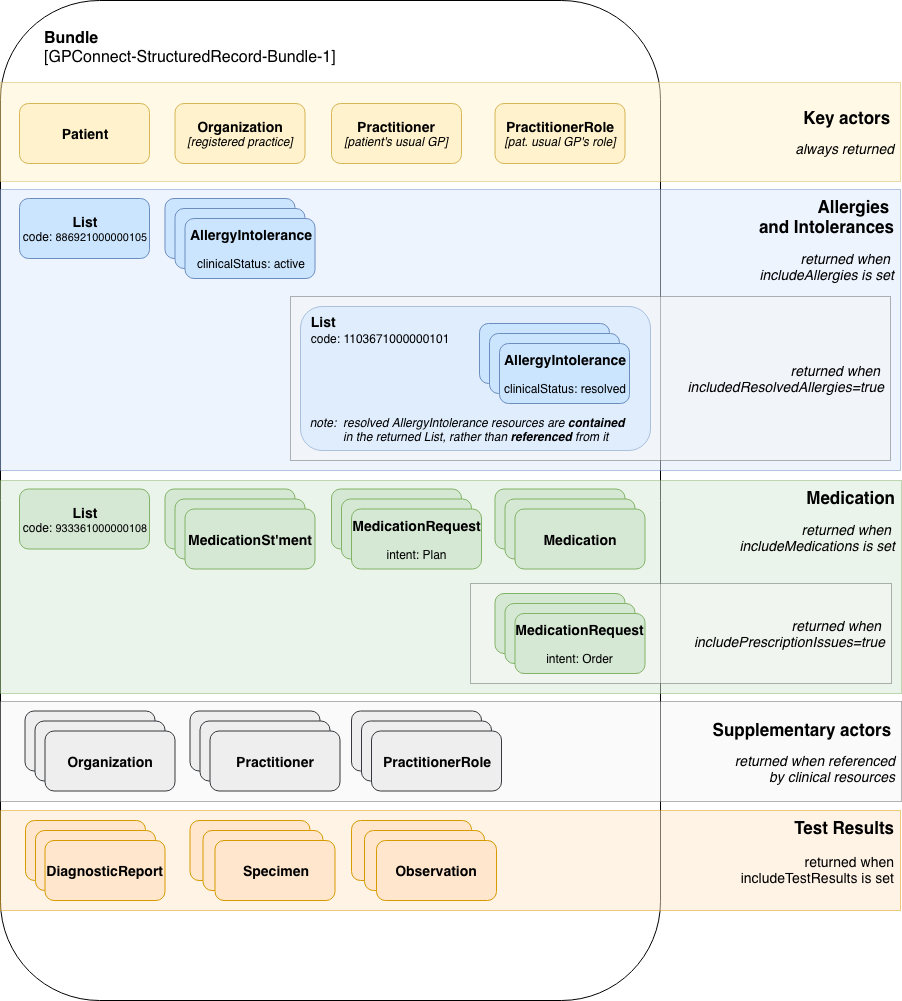 Bundle
[GPConnect-StructuredRecord-Bundle-1]
Key actors
always returned
Patient
Organization
[registered practice]
Practitioner
[patient's usual GP]
PractitionerRole
[pat. usual GP's role]
Allergies
and Intolerances
returned when
includeAllergies is set
List
code: 886921000000105
AllergyIntolerance
clinicalStatus: active
List
code: 1103671000000101
AllergyIntolerance
clinicalStatus: resolved
note: resolved AllergyIntolerance resources are contained
in the returned List, rather than referenced from it
returned when
includedResolvedAllergies=true
Medication
returned when
includeMedications is set
List
code: 933361000000108
MedicationSt'ment
MedicationRequest
intent: Plan
Medication
MedicationRequest
intent: Order
returned when
includePrescriptionIssues=true
Supplementary actors
returned when referenced
by clinical resources
Organization
Practitioner
PractitionerRole
Test Results
returned when
includeTestResults is set
DiagnosticReport
Specimen
Observation